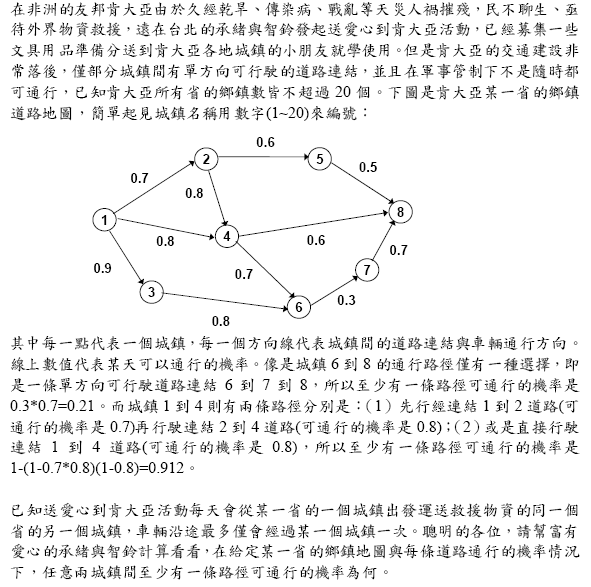 在非洲的友邦肯大亞由於久經乾旱、傳染病、戰亂等天災人禍摧殘，民不聊生、亟
待外界物資救援，遠在台北的承緒與智鈴發起送愛心到肯大亞活動，已經募集一些
文具用品準備分送到肯大亞各地城鎮的小朋友就學使用。但是肯大亞的交通建設非
常落後，僅部分城鎮間有單方向可行駛的道路連結，並且在軍事管制下不是隨時都
可通行，已知肯大亞所有省的鄉鎮數皆不超過 20 個。下圖是肯大亞某一省的鄉鎮
道路地圖，簡單起見城鎮名稱用數字(1~20)來編號：
0.6
2
5
0.7
0.5
0.8
8
1
4
0.8
0.6
0.9
0.7
7
0.7
3
6
0.3
0.8
其中每一點代表一個城鎮，每一個方向線代表城鎮間的道路連結與車輛通行方向。
線上數值代表某天可以通行的機率。像是城鎮 6 到 8 的通行路徑僅有一種選擇，即
是一條單方向可行駛道路連結 6 到 7 到 8，所以至少有一條路徑可通行的機率是
0.3*0.7=0.21。而城鎮 1 到 4 則有兩條路徑分別是：(1) 先行經連結 1 到 2 道路(可
通行的機率是 0.7)再行駛連結 2 到 4 道路(可通行的機率是 0.8)；(2) 或是直接行駛
連結 1 到 4 道路(可通行的機率是 0.8)，所以至少有一條路徑可通行的機率是
1-(1-0.7*0.8)(1-0.8)=0.912。
已知送愛心到肯大亞活動每天會從某一省的一個城鎮出發運送救援物資的同一個
省的另一個城鎮，車輛沿途最多僅會經過某一個城鎮一次。聰明的各位，請幫富有
愛心的承緒與智鈴計算看看，在給定某一省的鄉鎮地圖與每條道路通行的機率情況
下，任意兩城鎮間至少有一條路徑可通行的機率為何。